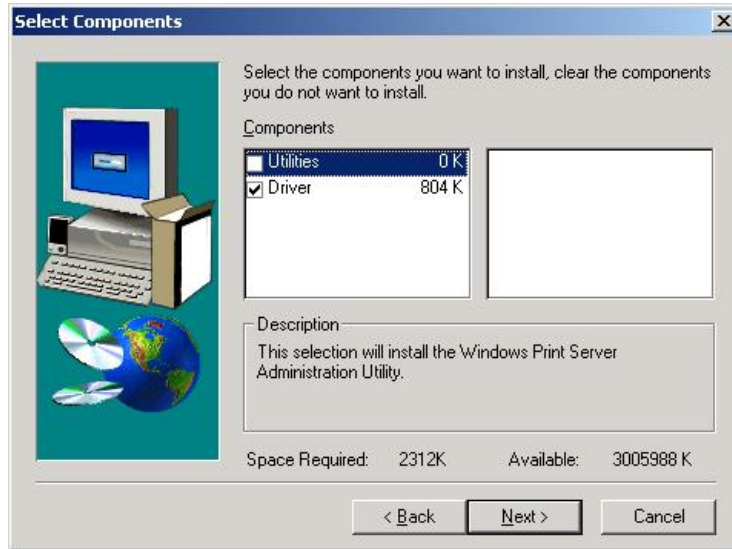 Select Components
Select the components you want to install, clear the components
you do not want to install.
Components
Utilities 0 K
Driver 804 K
Description
This selection will install the Windows Print Server
Administration Utility.
Space Required: 2312K Available: 3005988 K
< Back Next > Cancel